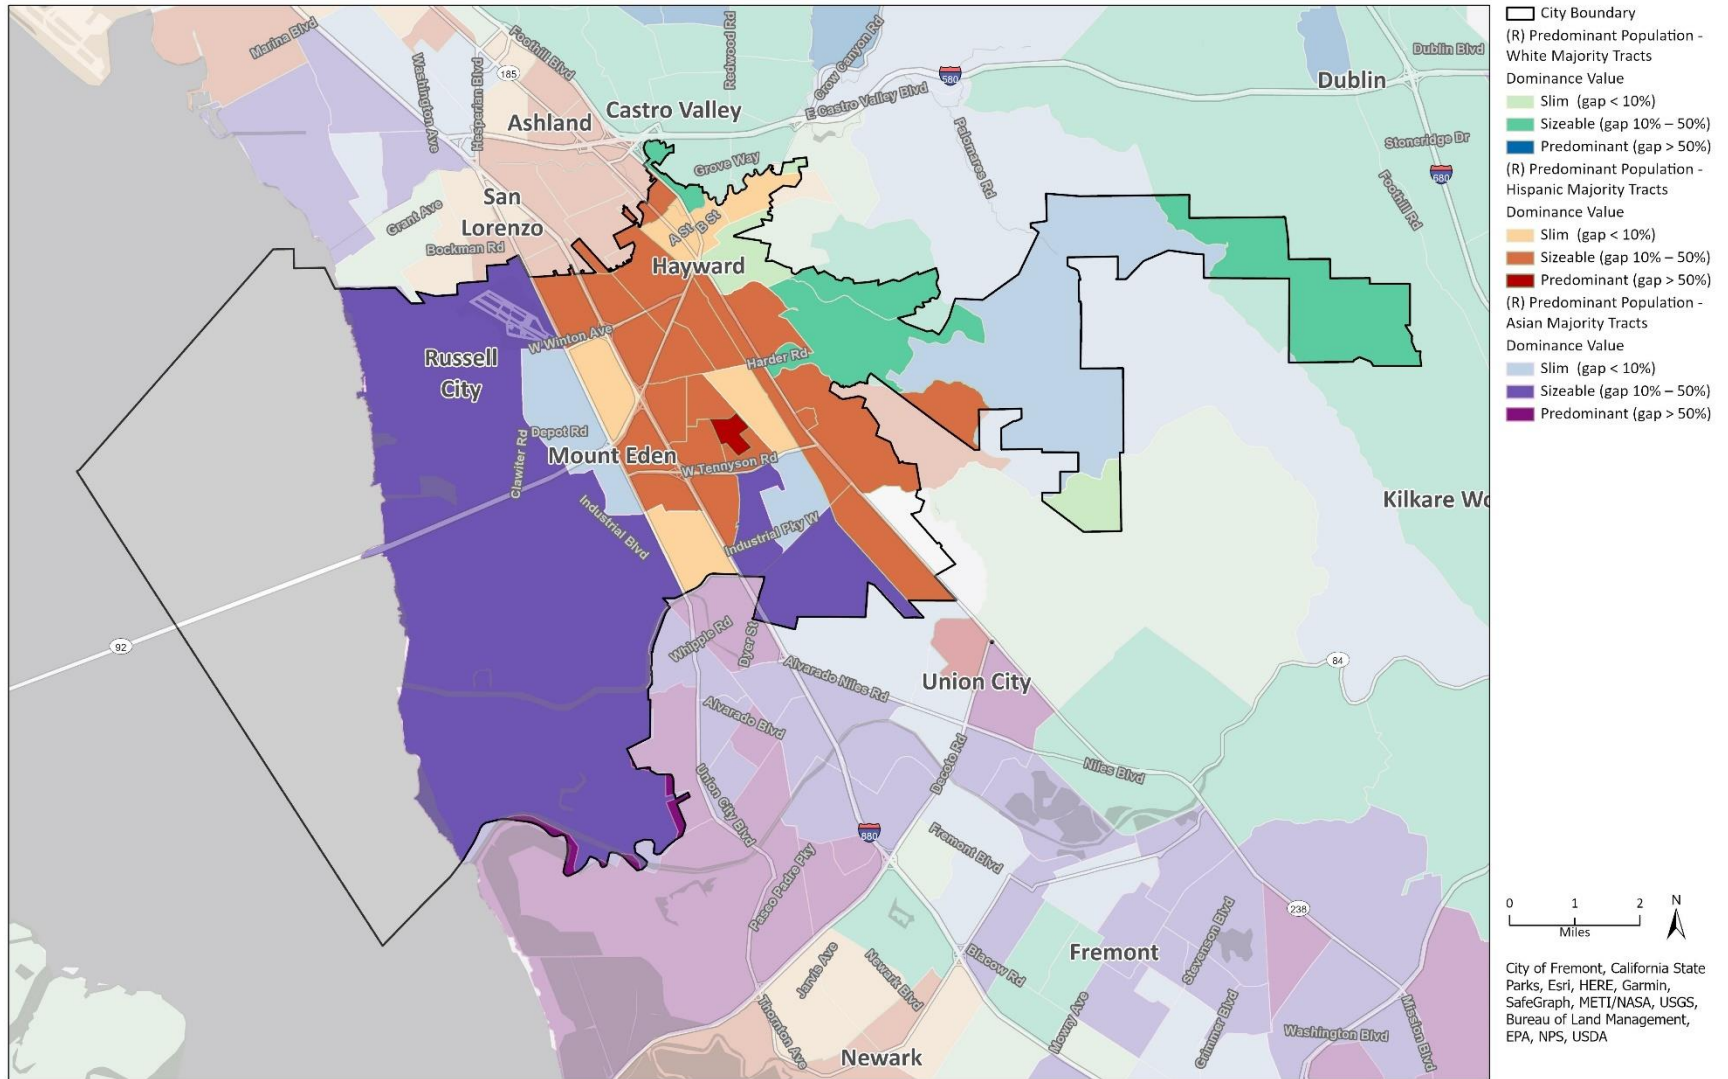 Marina Blvd
Washington Ave
Hesperian Blvd
185
Foothill Blvd
Redwood Rd
Crow Canyon Rd
580
E Castro Valley Blvd
Dublin Blvd
Dublin
Castro Valley
Ashland
Stoneridge Dr
680
Foothill Rd
Palomares Rd
Grove Way
San
Lorenzo
Grant Ave
Bockman Rd
A St
B St
Hayward
W Winton Ave
Harder Rd
Russell
City
Depot Rd
Clawiter Rd
Mount Eden
W Tennyson Rd
Industrial Blvd
Industrial Pky W
Kilkare Wo
92
Whipple Rd
Dyer St
Alvarado Niles Rd
Union City
84
Alvarado Blvd
Union City Blvd
Decoto Rd
Niles Blvd
880
Fremont Blvd
Paseo Padre Pky
238
Stevenson Blvd
Fremont
Jarvis Ave
Newark Blvd
Blacow Rd
Thornton Ave
Mowry Ave
Grimmer Blvd
Washington Blvd
Mission Blvd
Newark
City Boundary
(R) Predominant Population -
White Majority Tracts
Dominance Value
Slim (gap < 10%)
Sizeable (gap 10% – 50%)
Predominant (gap > 50%)
(R) Predominant Population -
Hispanic Majority Tracts
Dominance Value
Slim (gap < 10%)
Sizeable (gap 10% – 50%)
Predominant (gap > 50%)
(R) Predominant Population -
Asian Majority Tracts
Dominance Value
Slim (gap < 10%)
Sizeable (gap 10% – 50%)
Predominant (gap > 50%)
0 1 2
Miles
N
City of Fremont, California State
Parks, Esri, HERE, Garmin,
SafeGraph, METI/NASA, USGS,
Bureau of Land Management,
EPA, NPS, USDA